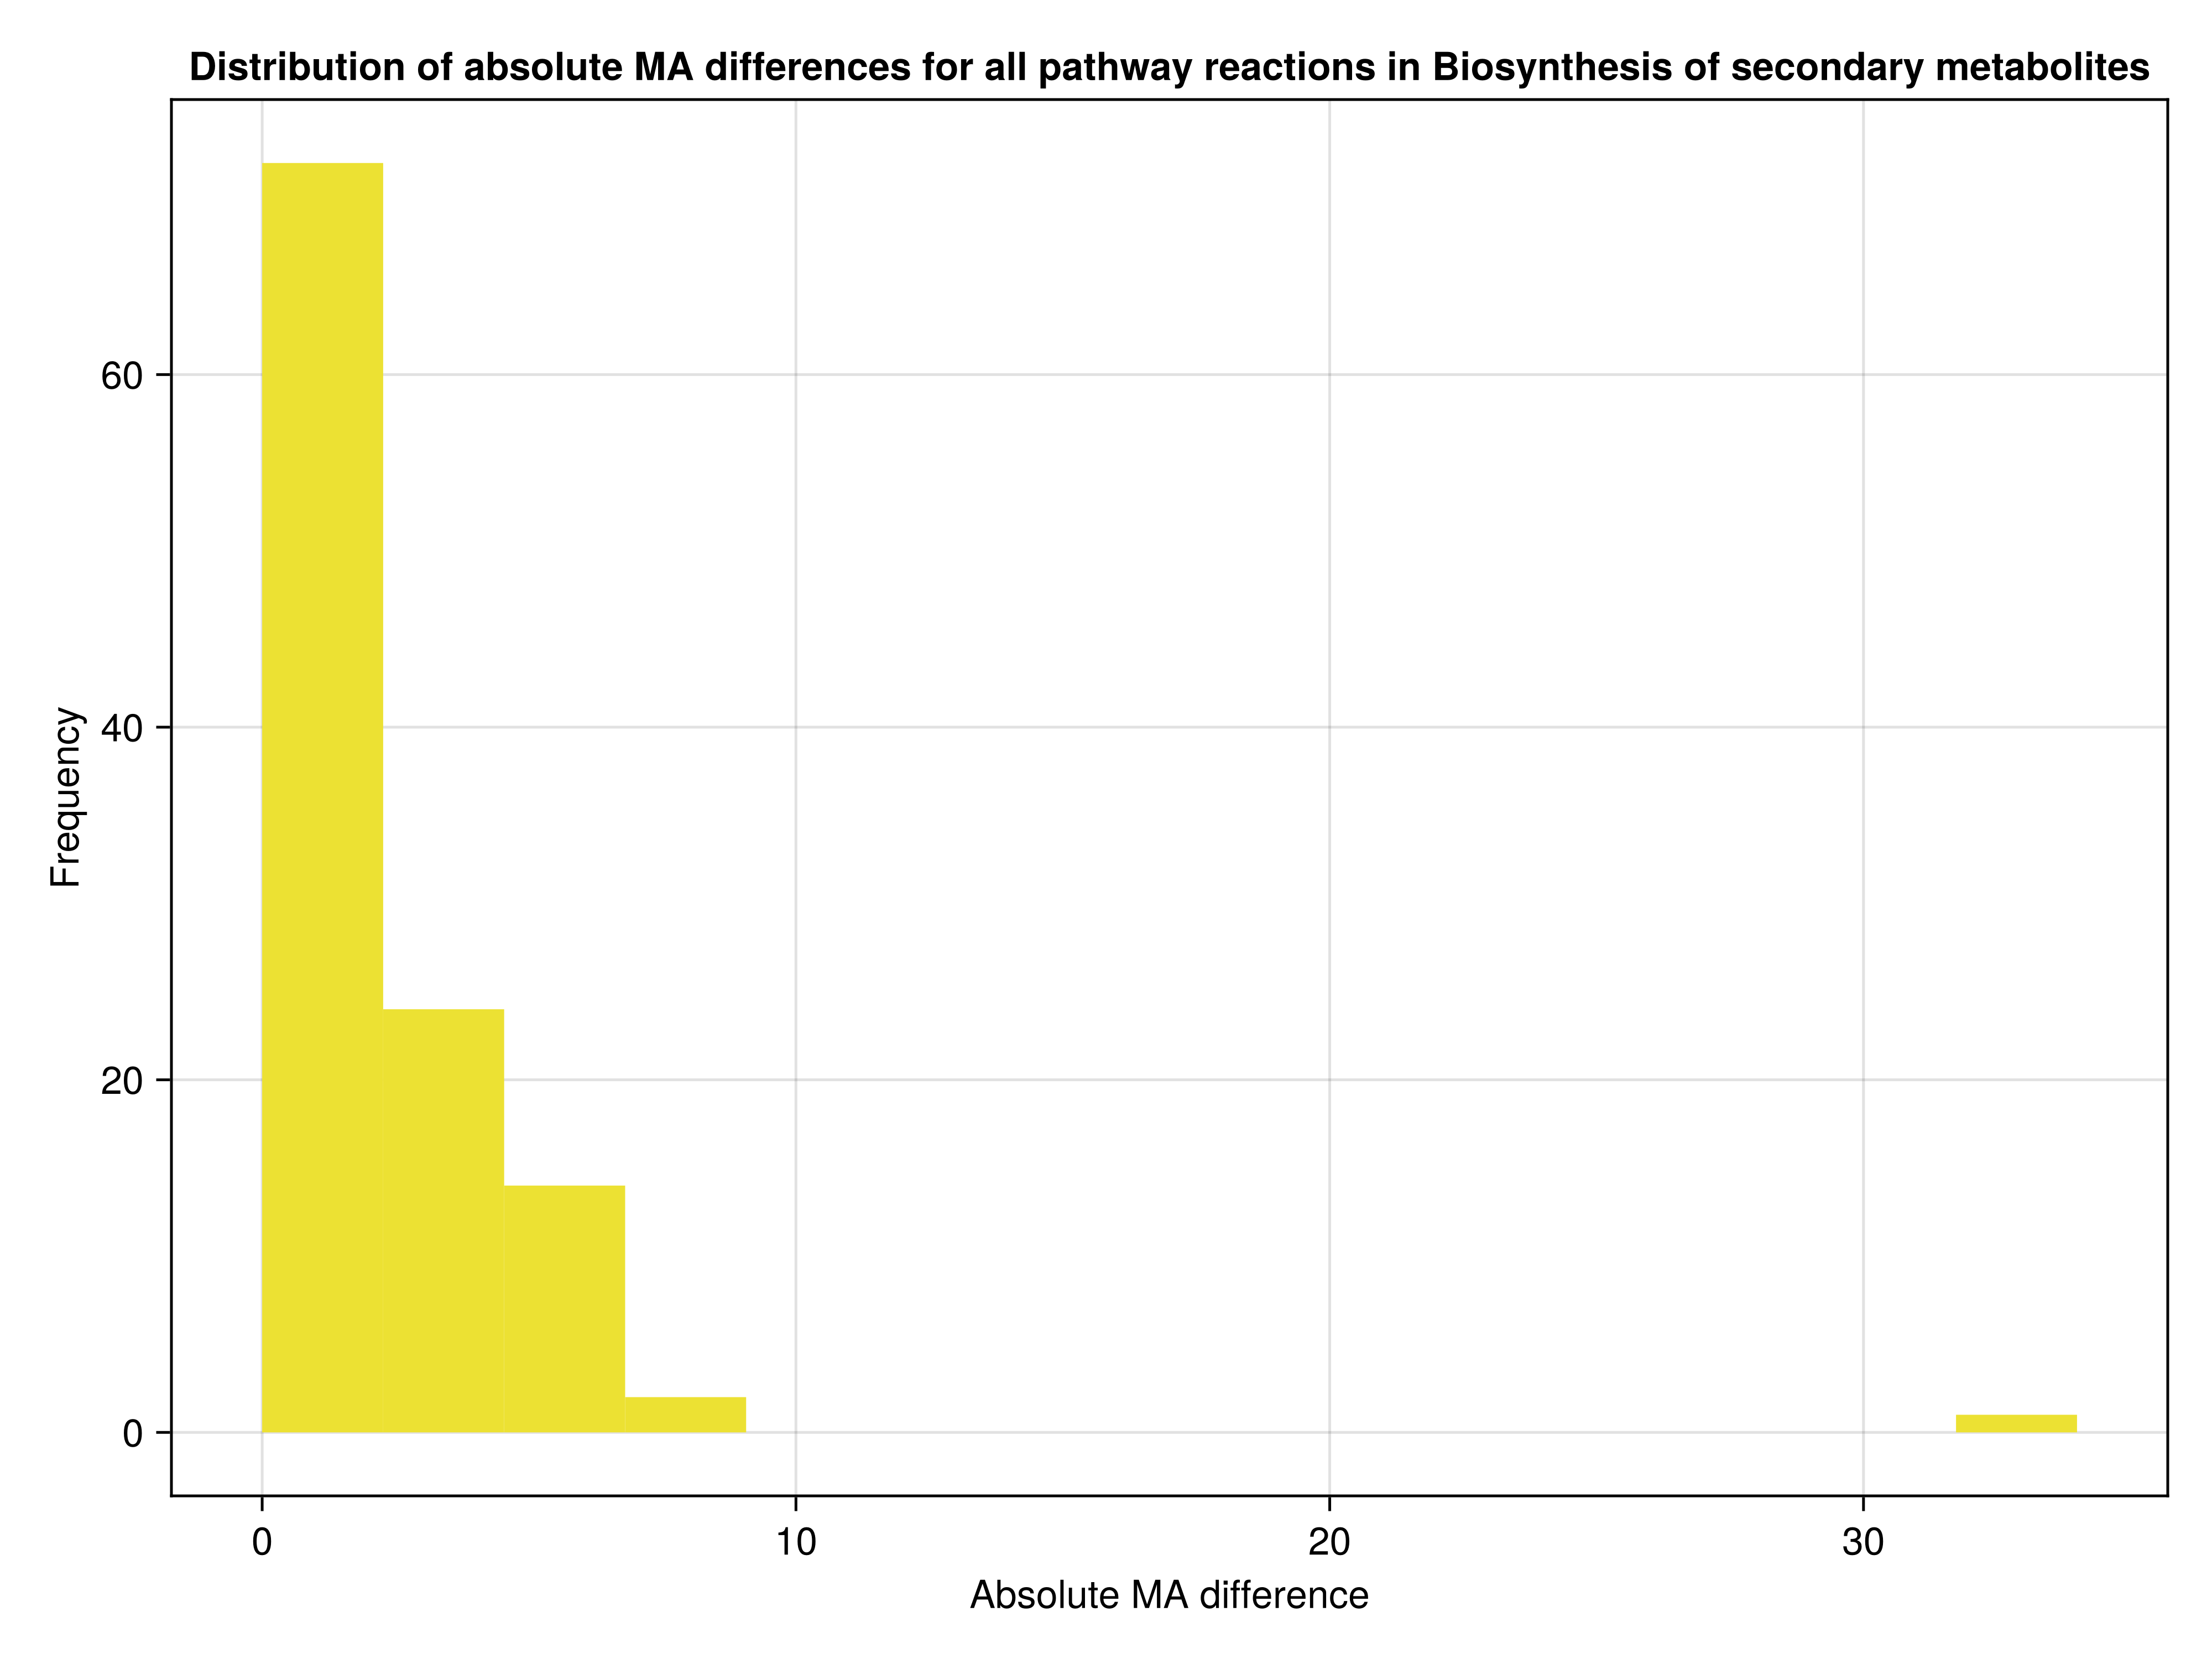 Distribution of absolute MA differences for all pathway reactions in Biosynthesis of secondary metabolites
Frequency
60
40
20
0
0 10 20 30
Absolute MA difference